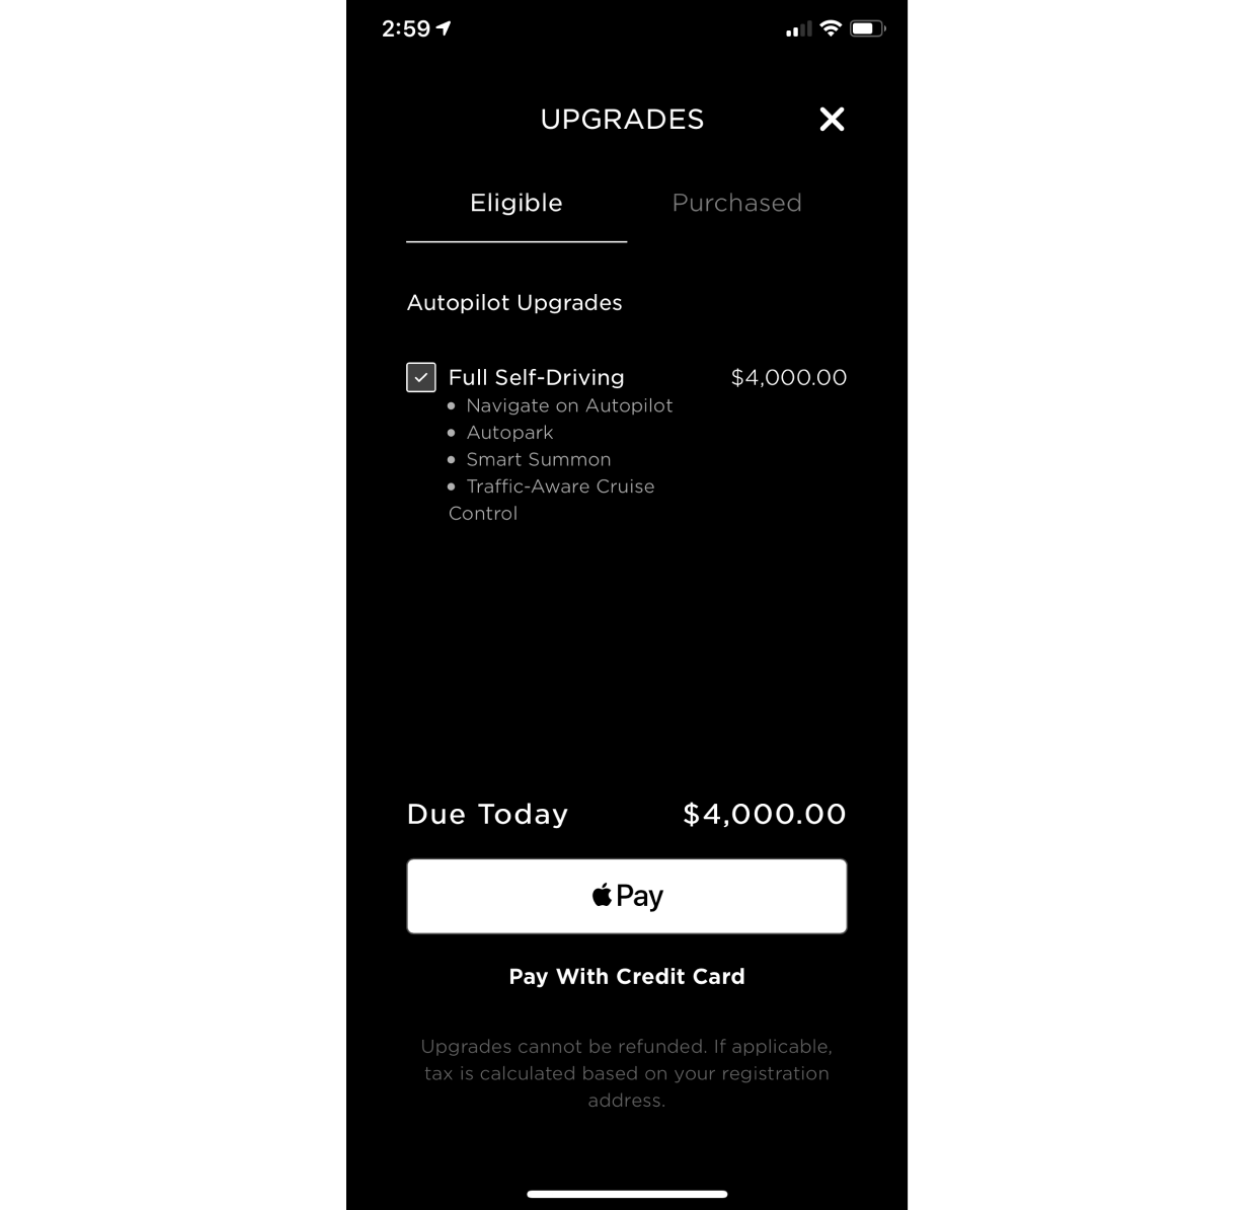 2:59
UPGRADES
Eligible Purchased
Autopilot Upgrades
Full Self-Driving $4,000.00
• Navigate on Autopilot
• Autopark
• Smart Summon
• Traffic-Aware Cruise
Control
Due Today $4,000.00
Pay
Pay With Credit Card
Upgrades cannot be refunded. If applicable,
tax is calculated based on your registration
address.